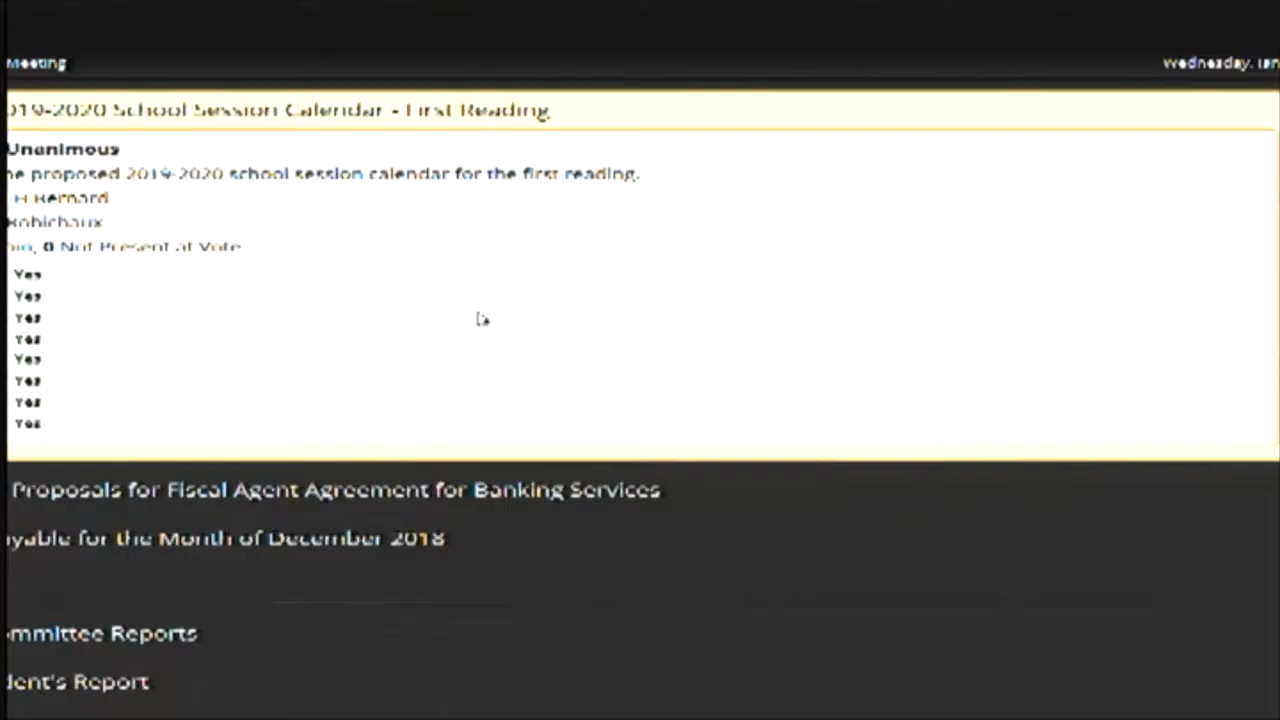 Meeting
Wednesday, Jan
019-2020 School Session Calendar - First Reading
Unanimous
he proposed 2019-2020 school session calendar for the first reading.
H Bernard
Robichaux
0 Not Present at Vote
Yes
Yes
Yes
Yes
Yes
Yes
Yes
Yes
Proposals for Fiscal Agent Agreement for Banking Services
yable for the Month of December 2018
ommittee Reports
dent's Report